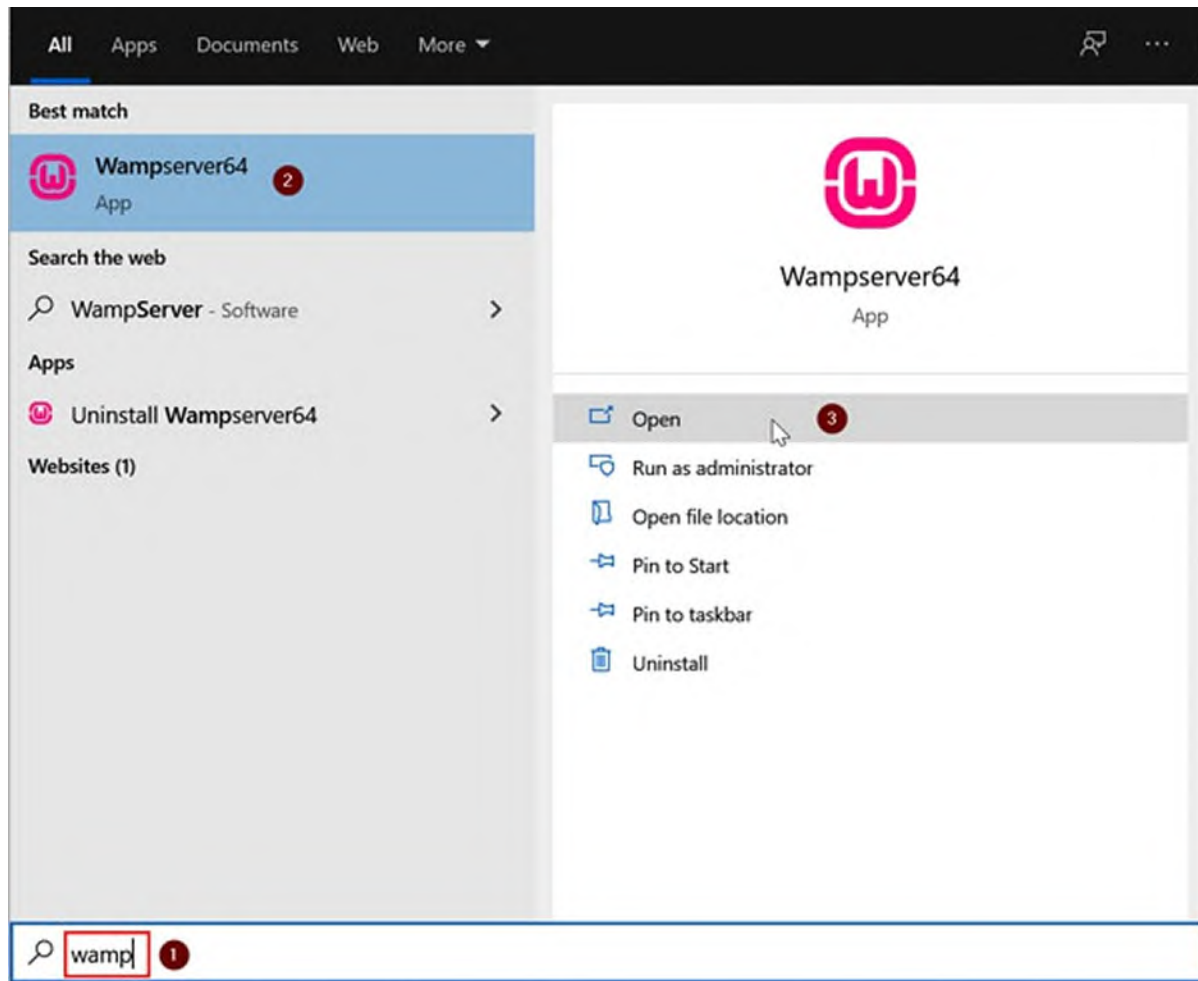 All Apps Documents Web More
Best match
Wampserver64
2
App
Search the web
WampServer - Software
Apps
Uninstall Wampserver64
Websites (1)
Wampserver64
App
Open
3
Run as administrator
Open file location
Pin to Start
Pin to taskbar
Uninstall
wamp
1